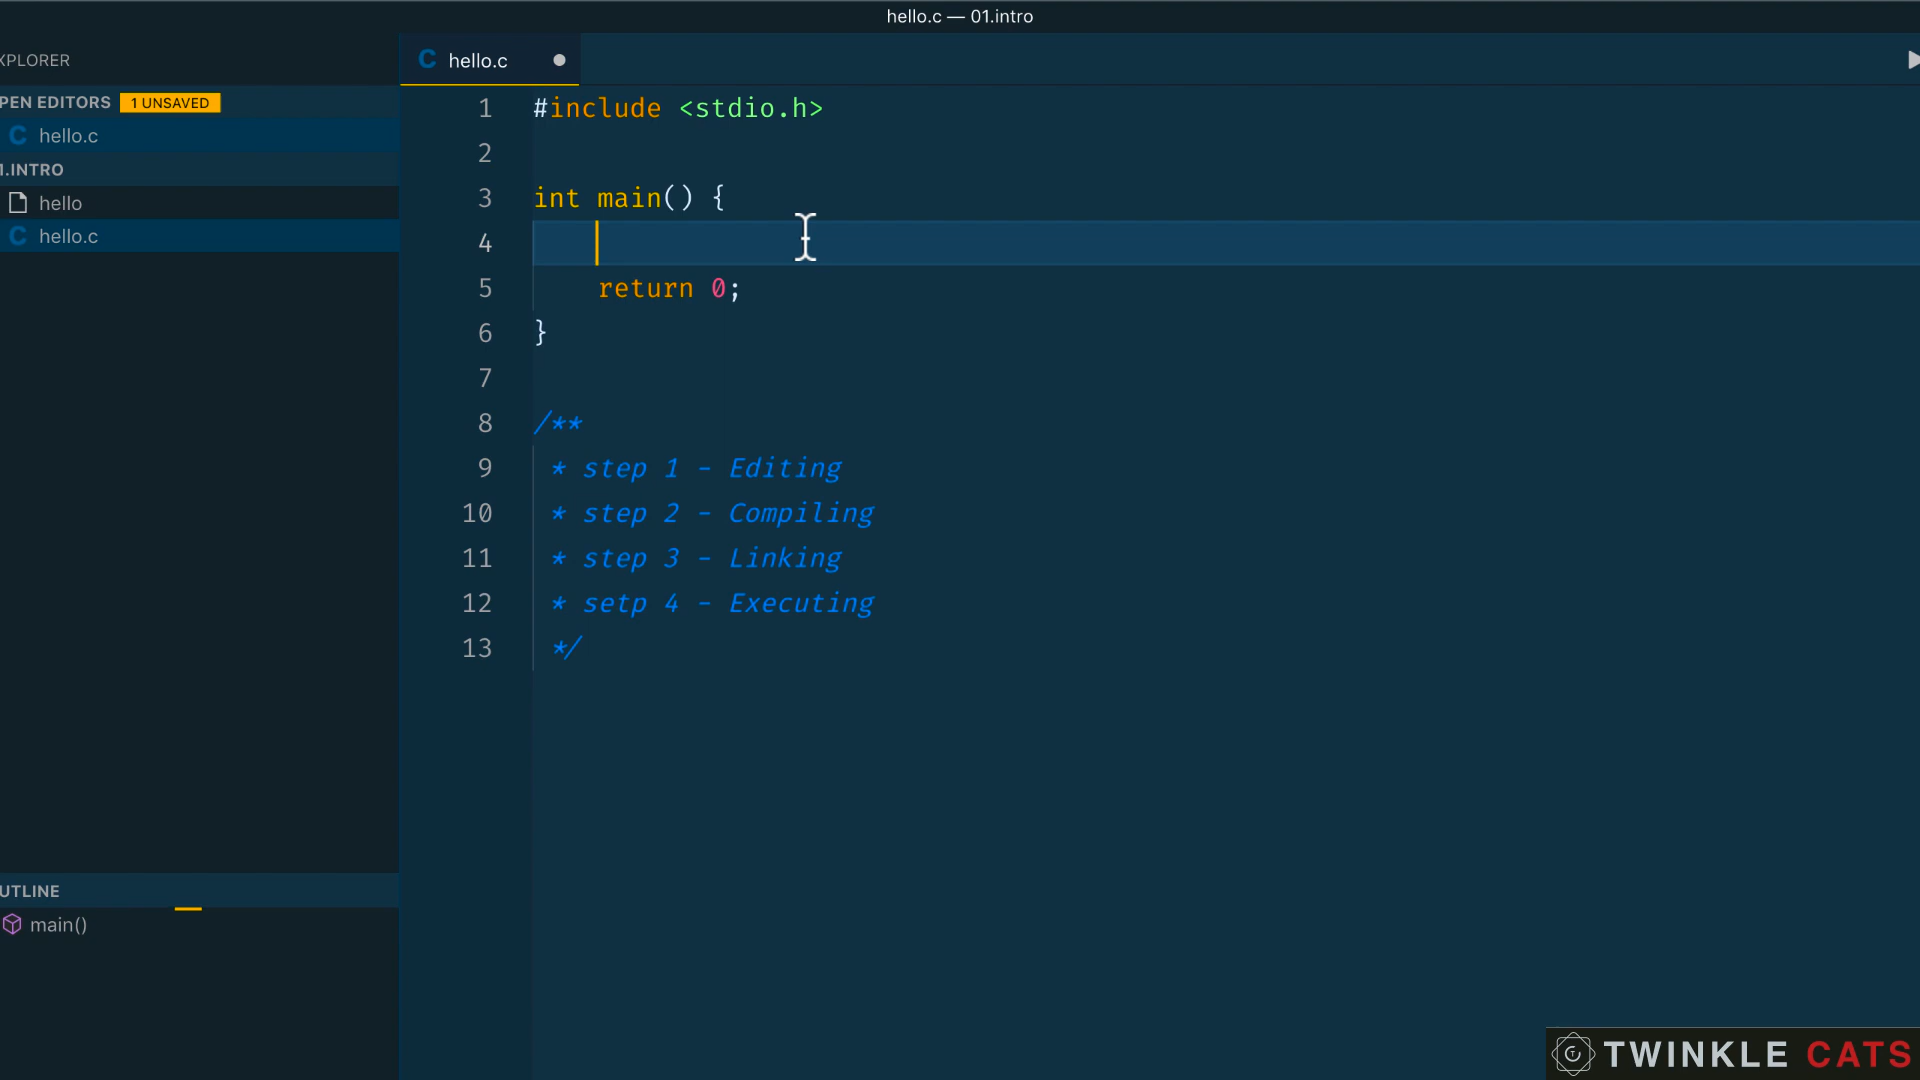 hello.c — 01.intro
XPLORER
PEN EDITORS 1 UNSAVED
C hello.c
1.INTRO
hello
C hello.c
UTLINE
main()
C hello.c
1 #include <stdio.h>
2
3 int main() {
4
5 return 0;
6 }
7
8 /**
9 * step 1 - Editing
10 * step 2 - Compiling
11 * step 3 - Linking
12 * setp 4 - Executing
13 */
TWINKLE CATS